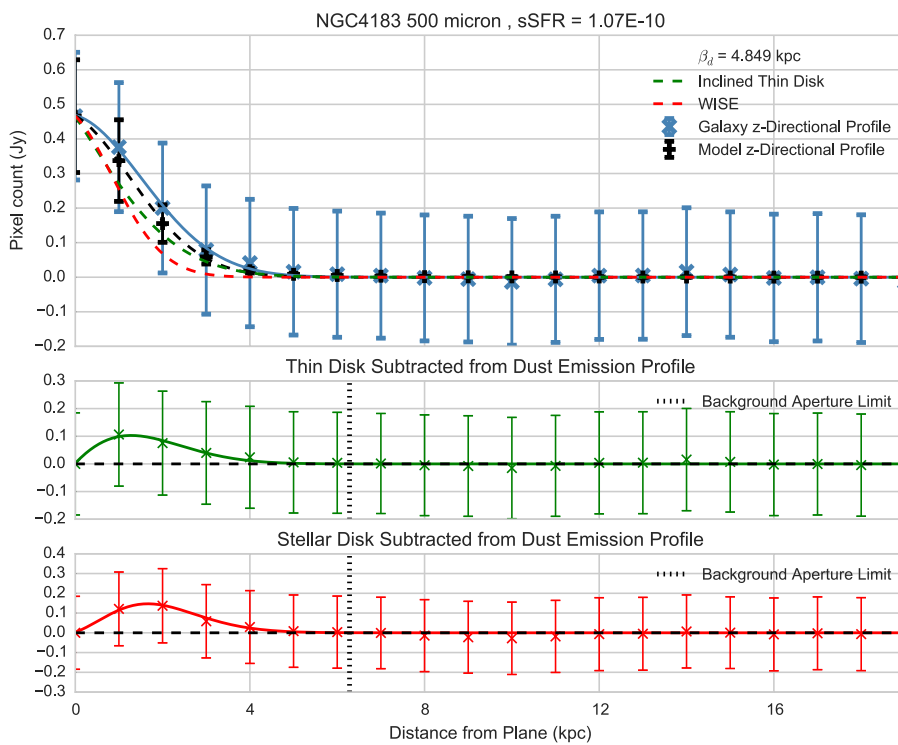 NGC4183 500 micron , sSFR = 1.07E-10
0.7
0.6
0.5
0.4
0.3
0.2
0.1
0.0
−0.1
−0.2
Pixel count (Jy)
β_d = 4.849 kpc
Inclined Thin Disk
WISE
Galaxy z-Directional Profile
Model z-Directional Profile
Thin Disk Subtracted from Dust Emission Profile
0.3
0.2
0.1
0.0
−0.1
−0.2
Background Aperture Limit
Stellar Disk Subtracted from Dust Emission Profile
0.4
0.3
0.2
0.1
0.0
−0.1
−0.2
−0.3
Background Aperture Limit
0 4 8 12 16
Distance from Plane (kpc)